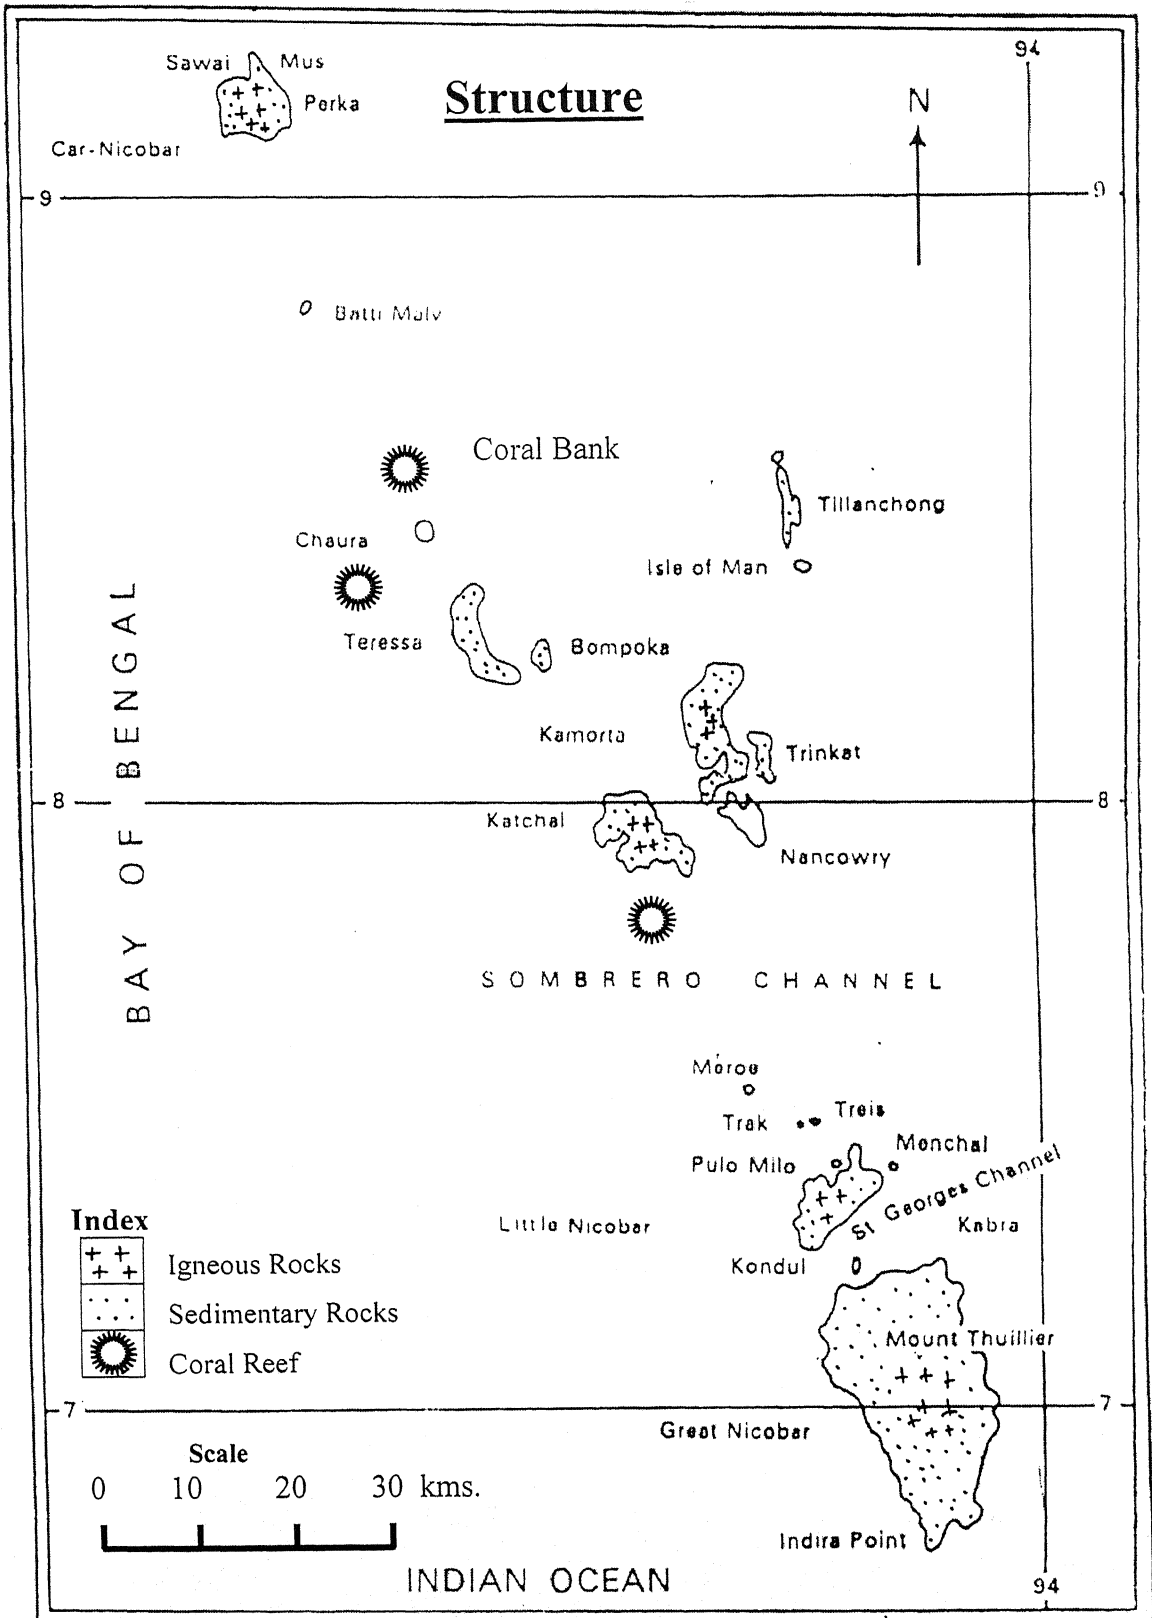 94
Sawai Mus
Structure
Perka
N
Car-Nicobar
9 9
Batti Malv
Coral Bank
Tillanchong
Chaura
Isle of Man
Teressa
Bompoka
Kamorta
Trinkat
BAY OF BENGAL
8 8
Katchal
Nancowry
SOMBRERO CHANNEL
Meroe
Trak Treis
Menchal
Pulo Milo
St Georges Channel
Index
Little Nicobar
Kabra
Igneous Rocks
Kondul
Sedimentary Rocks
Mount Thuillier
Coral Reef
7 7
Great Nicobar
Scale
0 10 20 30 kms.
Indira Point
INDIAN OCEAN
94